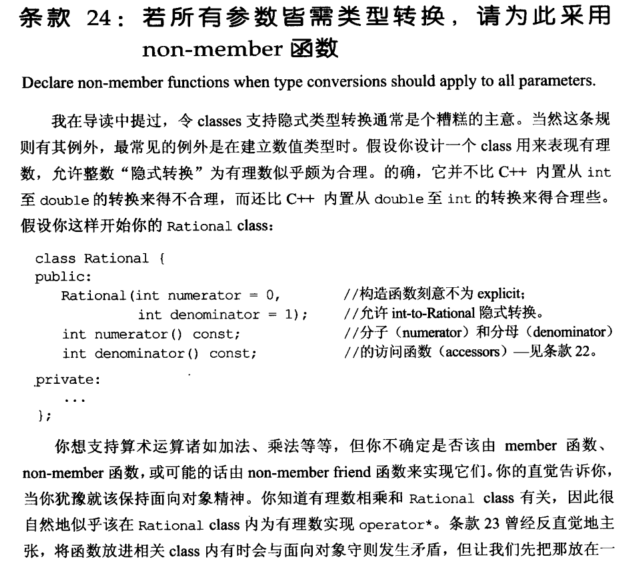 条款 24：若所有参数皆需类型转换，请为此采用
non-member 函数
Declare non-member functions when type conversions should apply to all parameters.
我在导读中提过，令 classes 支持隐式类型转换通常是个糟糕的主意。当然这条规
则有其例外，最常见的例外是在建立数值类型时。假设你设计一个 class 用来表现有理
数，允许整数“隐式转换”为有理数似乎颇为合理。的确，它并不比 C++ 内置从 int
至 double 的转换来得不合理，而还比 C++ 内置从 double 至 int 的转换来得合理些。
假设你这样开始你的 Rational class：
class Rational {
public:
Rational(int numerator = 0, //构造函数刻意不为 explicit；
int denominator = 1); //允许 int-to-Rational 隐式转换。
int numerator() const; //分子（numerator）和分母（denominator）
int denominator() const; //的访问函数（accessors）—见条款 22。
private:
...
};
你想支持算术运算诸如加法、乘法等等，但你不确定是否该由 member 函数、
non-member 函数，或可能的话由 non-member friend 函数来实现它们。你的直觉告诉你，
当你犹豫就该保持面向对象精神。你知道有理数相乘和 Rational class 有关，因此很
自然地似乎该在 Rational class 内为有理数实现 operator*。条款 23 曾经反直觉地主
张，将函数放进相关 class 内有时会与面向对象守则发生矛盾，但让我们先把那放在一